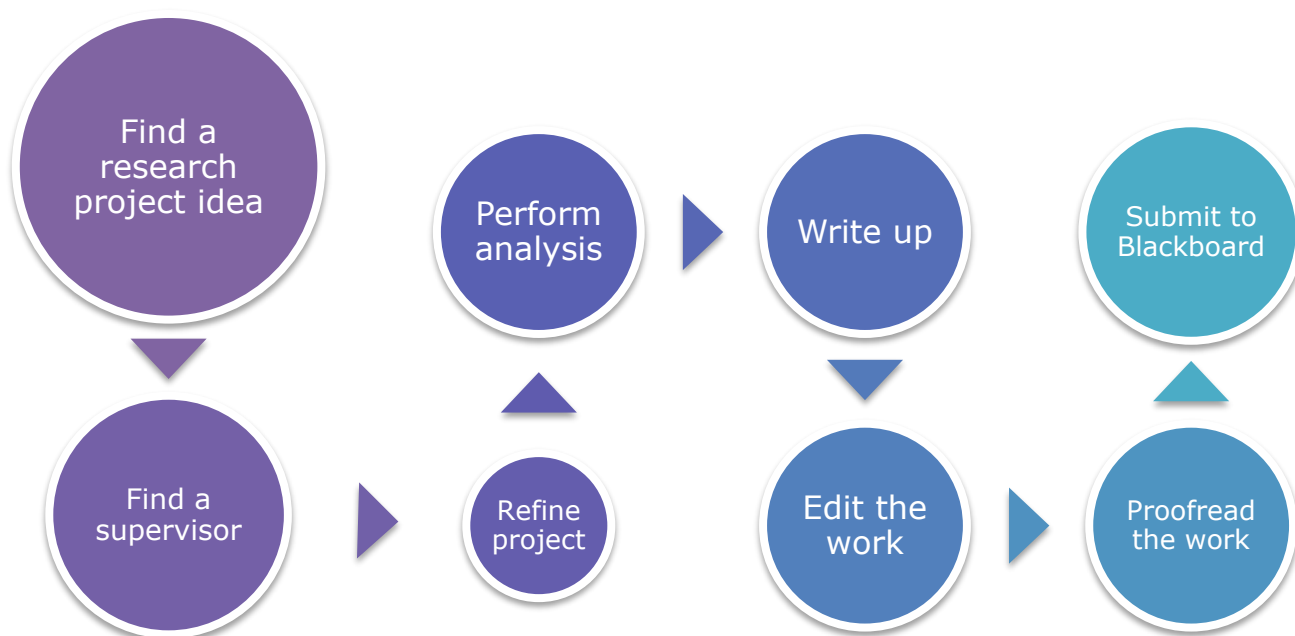 Find a
research
project idea
Find a
supervisor
Refine
project
Perform
analysis
Write up
Edit the
work
Proofread
the work
Submit to
Blackboard